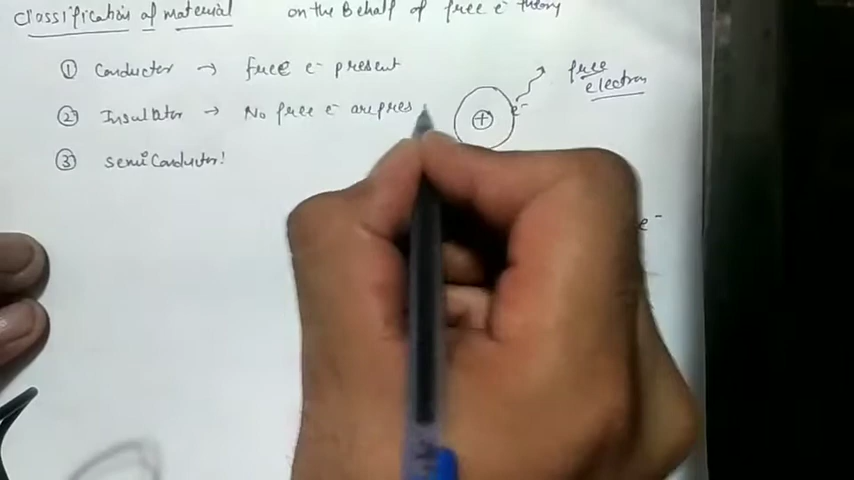 Classification of material on the Behalf of free e⁻ theory
① Conductor → free e⁻ present
② Insulator → No free e⁻ are pres
③ semiConductor!
free
electron
e⁻
+
e⁻